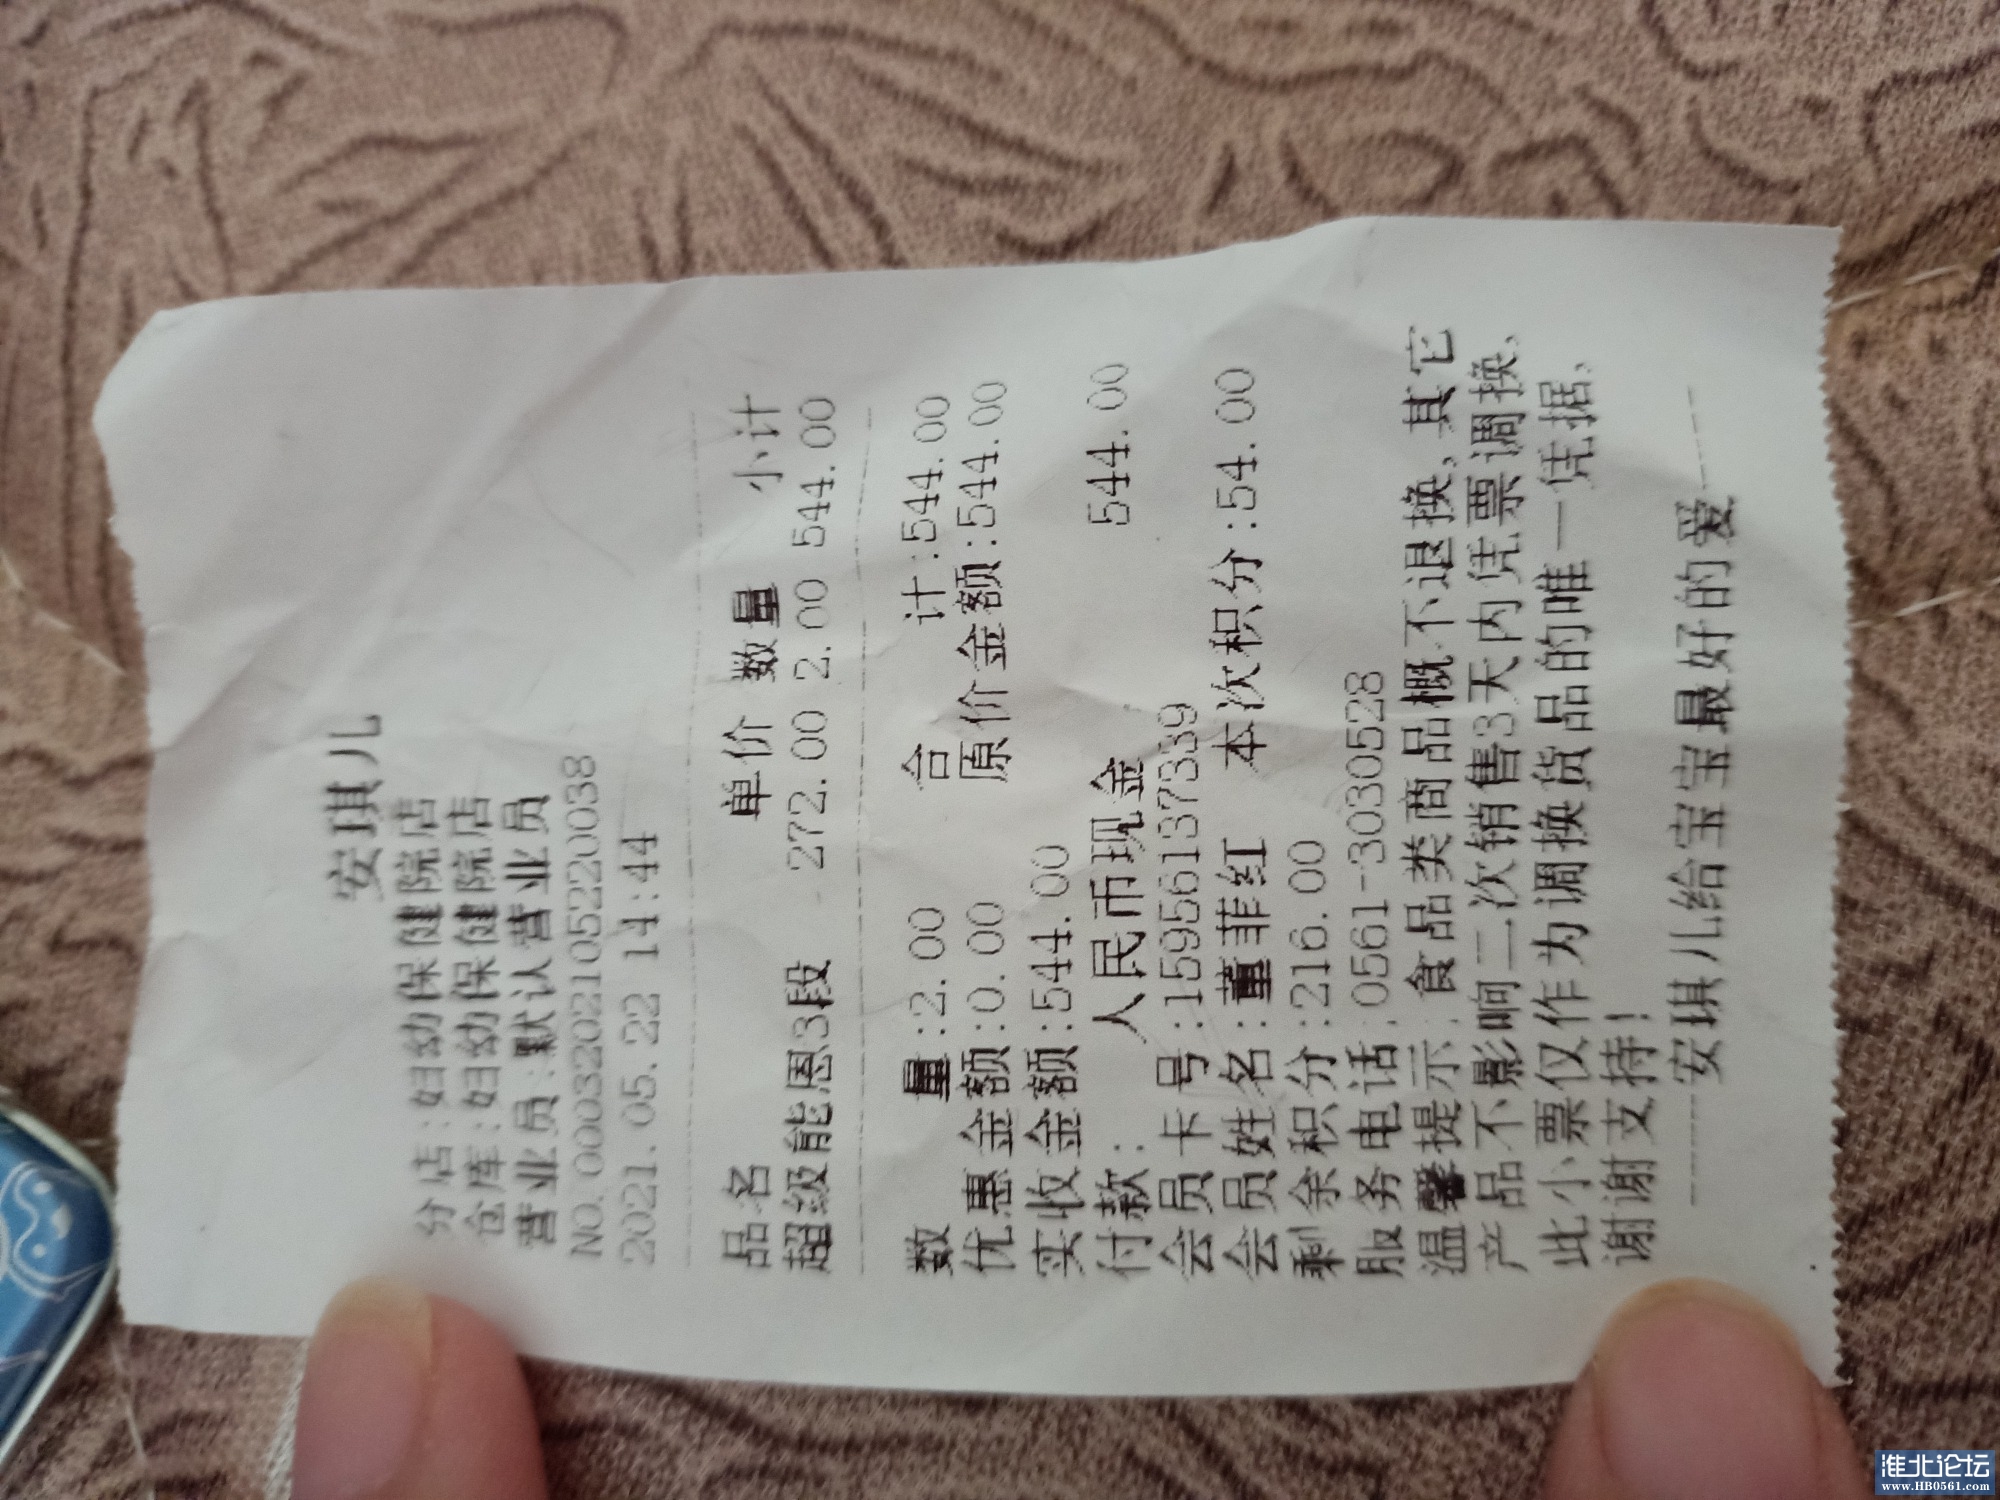 安琪儿
分店:妇幼保健院店
仓库:妇幼保健院店
营业员:默认营业员
NO.0003202105220038
2021.05.22 14:44
品名 单价 数量 小计
超级能恩3段
272.00 2.00 544.00
数 量:2.00 合 计:544.00
优惠金额:0.00 原价金额:544.00
实收金额:544.00
付款: 人民币现金 544.00
会员卡号:15956137339
会员姓名:董菲红 本次积分:54.00
剩余积分:216.00
服务电话:0561-3030528
温馨提示:食品类商品概不退换,其它
产品不影响二次销售3天内凭票调换,
此小票仅作为调换货品的唯一凭据,
谢谢支持!
------安琪儿给宝宝最好的爱------
淮北论坛
www.HB0561.com